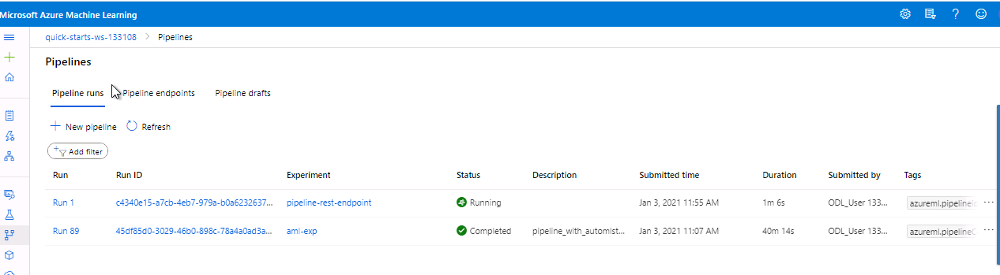 Microsoft Azure Machine Learning
quick-starts-ws-133108 > Pipelines
Pipelines
Pipeline runs Pipeline endpoints Pipeline drafts
New pipeline Refresh
Add filter
Run Run ID Experiment Status Description Submitted time Duration Submitted by Tags
Run 1 c4340e15-a7cb-4eb7-979a-b0a6232637... pipeline-rest-endpoint Running Jan 3, 2021 11:55 AM 1m 6s ODL_User 133... azureml.pipelineid ...
Run 89 45df85d0-3029-46b0-898c-78a4a0ad3a... aml-exp Completed pipeline_with_automlst... Jan 3, 2021 11:07 AM 40m 14s ODL_User 133... azureml.pipelineC ...